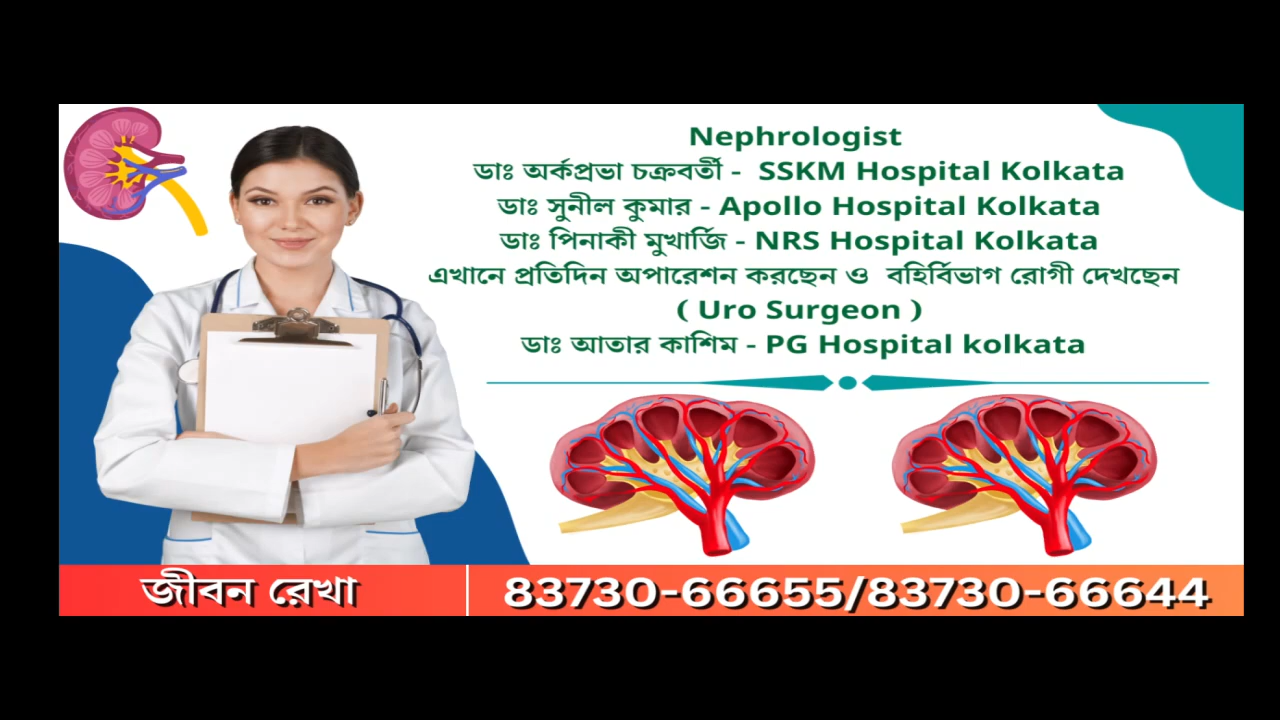 Nephrologist
ডাঃ অর্কপ্রভা চক্রবর্তী - SSKM Hospital Kolkata
ডাঃ সুনীল কুমার - Apollo Hospital Kolkata
ডাঃ পিনাকী মুখার্জি - NRS Hospital Kolkata
এখানে প্রতিদিন অপারেশন করছেন ও বহির্বিভাগ রোগী দেখছেন
( Uro Surgeon )
ডাঃ আতার কাশিম - PG Hospital kolkata
জীবন রেখা
83730-66655/83730-66644